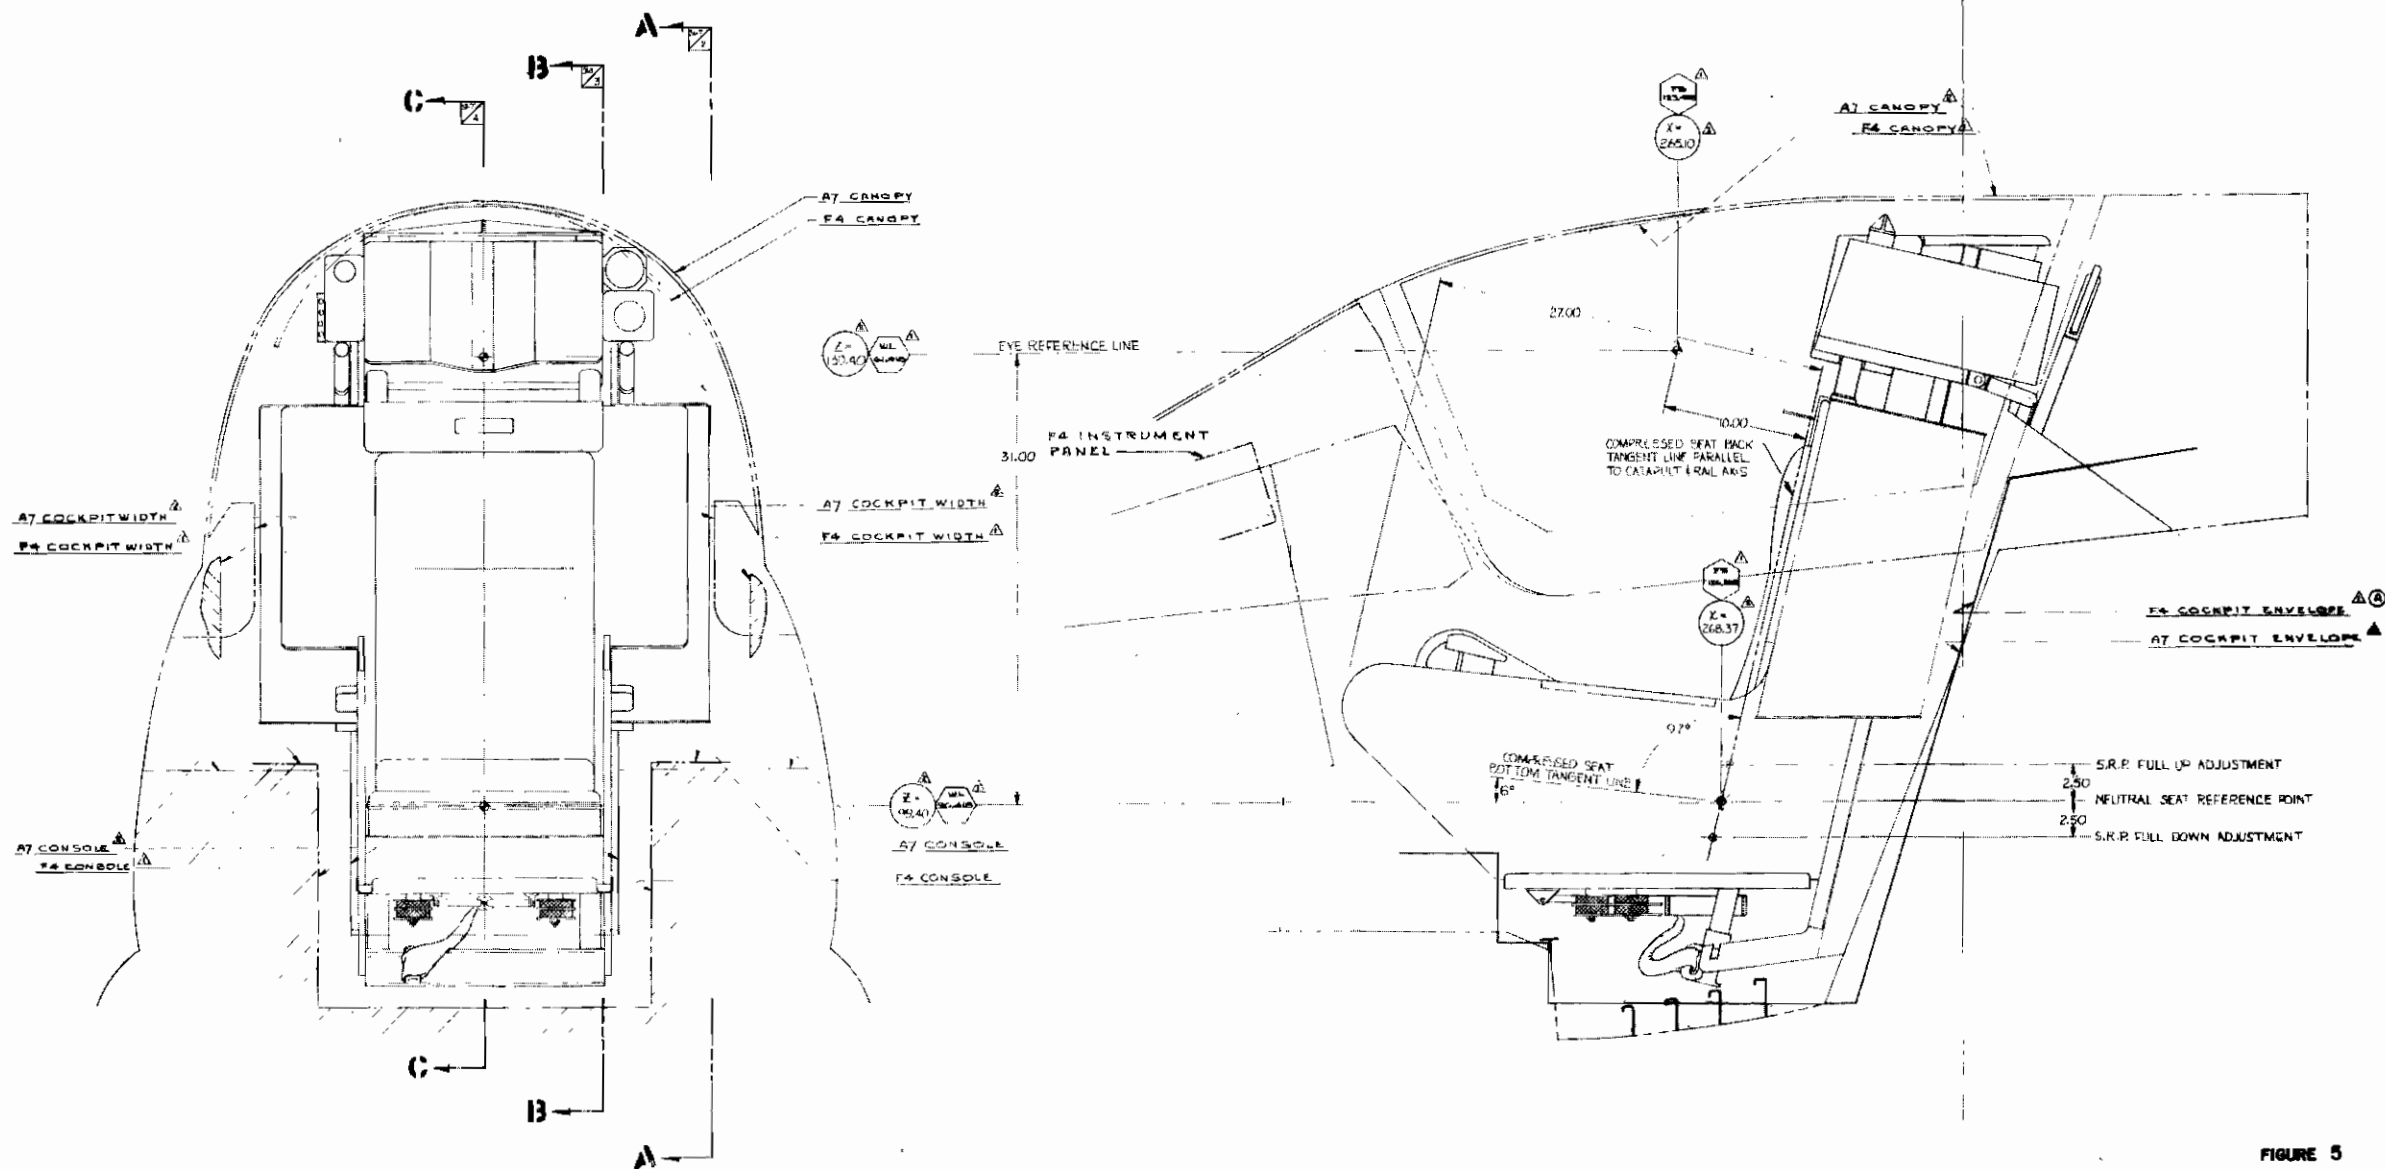 A
B
C
A7 CANOPY
F4 CANOPY
A7 COCKPIT WIDTH
F4 COCKPIT WIDTH
A7 COCKPIT WIDTH
F4 COCKPIT WIDTH
A7 CONSOLE
F4 CONSOLE
A7 CONSOLE
F4 CONSOLE
C
B
A
X=
265.10
A7 CANOPY
F4 CANOPY
27.00
EYE REFERENCE LINE
F4 INSTRUMENT
PANEL
31.00
10.00
COMPRESSED SEAT BACK
TANGENT LINE PARALLEL
TO CATAPULT & RAIL AXIS
X=
268.37
F4 COCKPIT ENVELOPE
A7 COCKPIT ENVELOPE
97°
COMPRESSED SEAT
BOTTOM TANGENT LINE
6°
Z=
99.40
S.R.P. FULL UP ADJUSTMENT
2.50
NEUTRAL SEAT REFERENCE POINT
2.50
S.R.P. FULL DOWN ADJUSTMENT
FIGURE 5